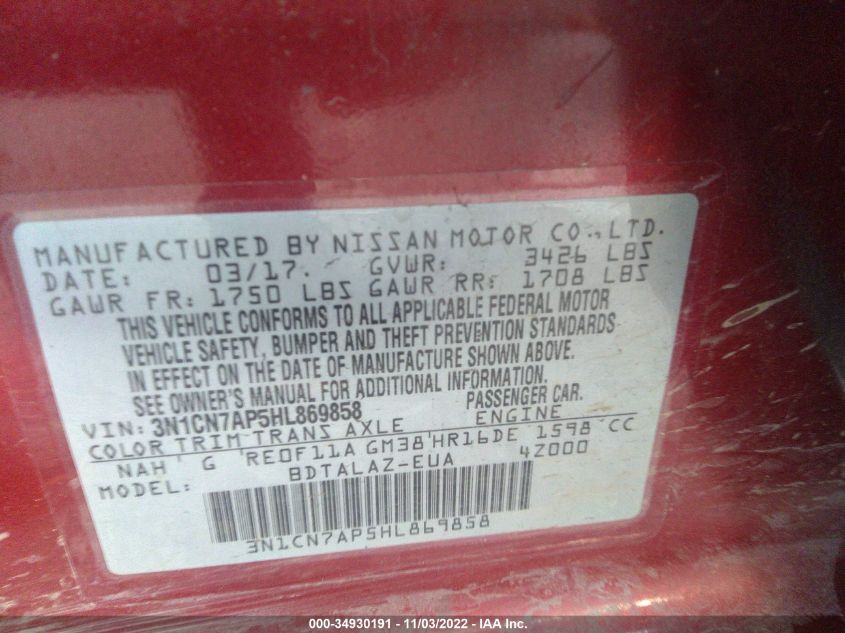 MANUFACTURED BY NISSAN MOTOR CO., LTD.
DATE: 03/17. GVWR: 3426 LBS
GAWR FR: 1750 LBS GAWR RR: 1708 LBS
THIS VEHICLE CONFORMS TO ALL APPLICABLE FEDERAL MOTOR
VEHICLE SAFETY, BUMPER AND THEFT PREVENTION STANDARDS
IN EFFECT ON THE DATE OF MANUFACTURE SHOWN ABOVE.
SEE OWNER'S MANUAL FOR ADDITIONAL INFORMATION.
VIN: 3N1CN7AP5HL869858 PASSENGER CAR.
COLOR TRIM TRANS AXLE ENGINE
NAH G RE0F11A GM38 HR16DE 1598 CC
MODEL: BDTALAZ-EUA 4Z000
3N1CN7AP5HL869858
000-34930191 - 11/03/2022 - IAA Inc.